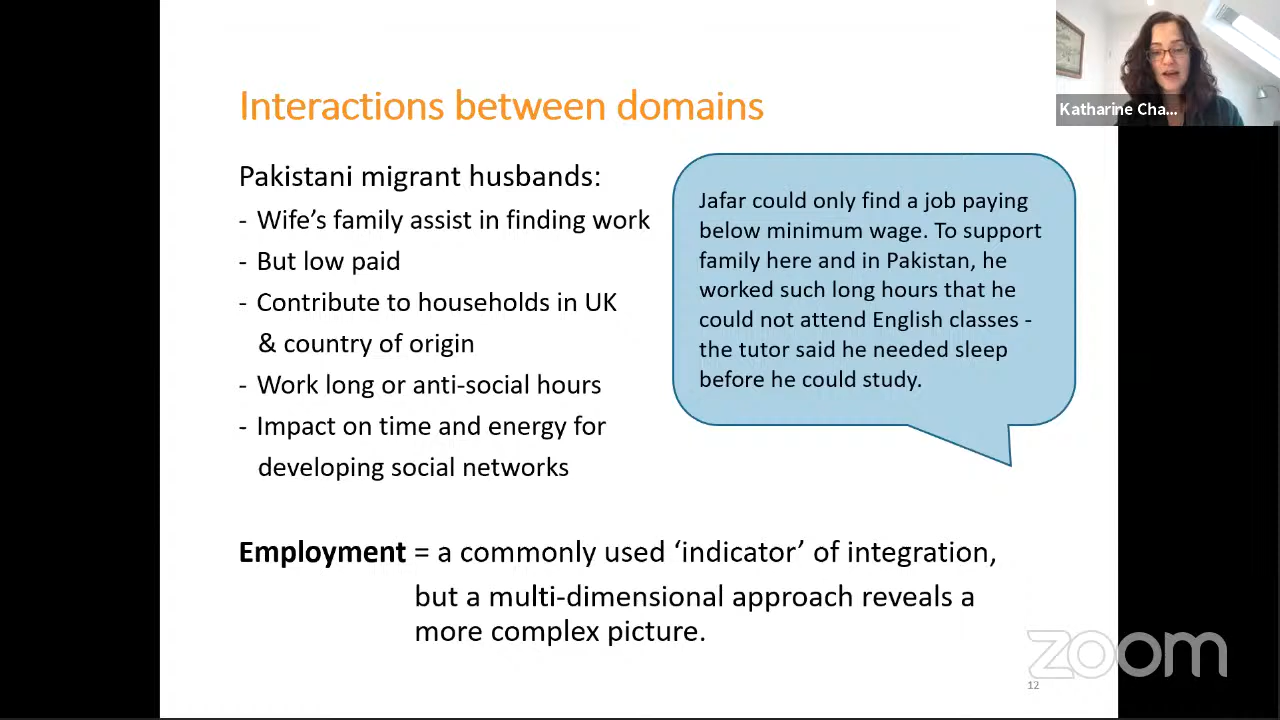 Interactions between domains
Pakistani migrant husbands:
- Wife’s family assist in finding work
- But low paid
- Contribute to households in UK
& country of origin
- Work long or anti-social hours
- Impact on time and energy for
developing social networks
Jafar could only find a job paying
below minimum wage. To support
family here and in Pakistan, he
worked such long hours that he
could not attend English classes -
the tutor said he needed sleep
before he could study.
Employment = a commonly used ‘indicator’ of integration,
but a multi-dimensional approach reveals a
more complex picture.
12
Katharine Cha...
zoom